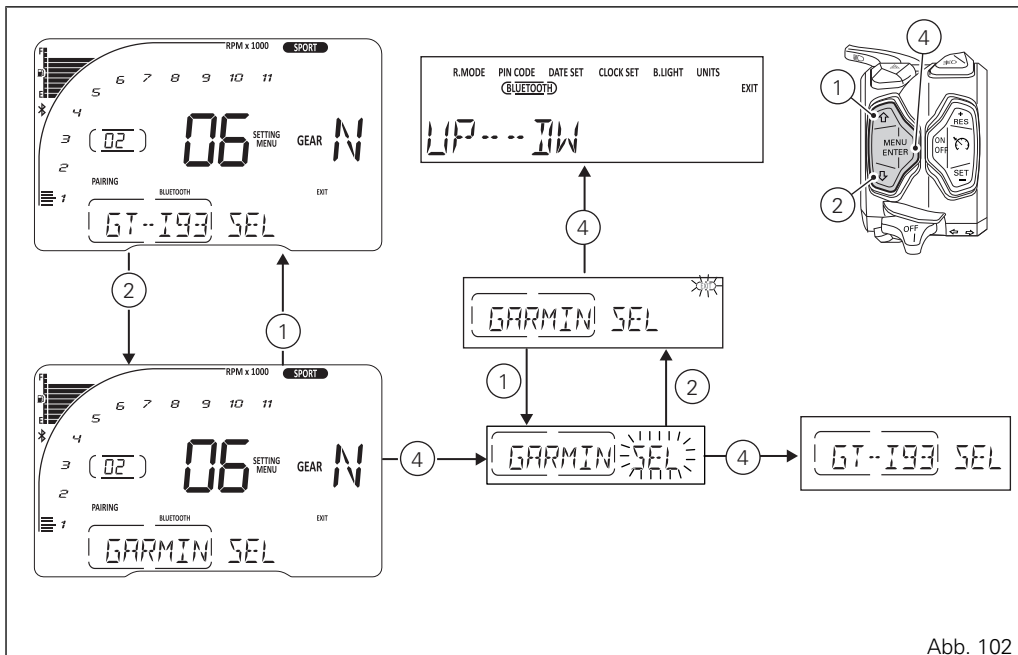 RPM x 1000 SPORT
F
E
1 2 3 4 5 6 7 8 9 10 11
02
06
SETTING
MENU
GEAR N
PAIRING
BLUETOOTH
EXIT
GT--I93 SEL
2
1
RPM x 1000 SPORT
F
E
1 2 3 4 5 6 7 8 9 10 11
02
06
SETTING
MENU
GEAR N
PAIRING
BLUETOOTH
EXIT
GARMIN SEL
4
R.MODE PIN CODE DATE SET CLOCK SET B.LIGHT UNITS
BLUETOOTH
EXIT
UP---DW
4
GARMIN SEL
1
2
GARMIN SEL
4
GT--I93 SEL
4
1
2
MENU
ENTER
+
RES
ON
OFF
SET
-
OFF
Abb. 102